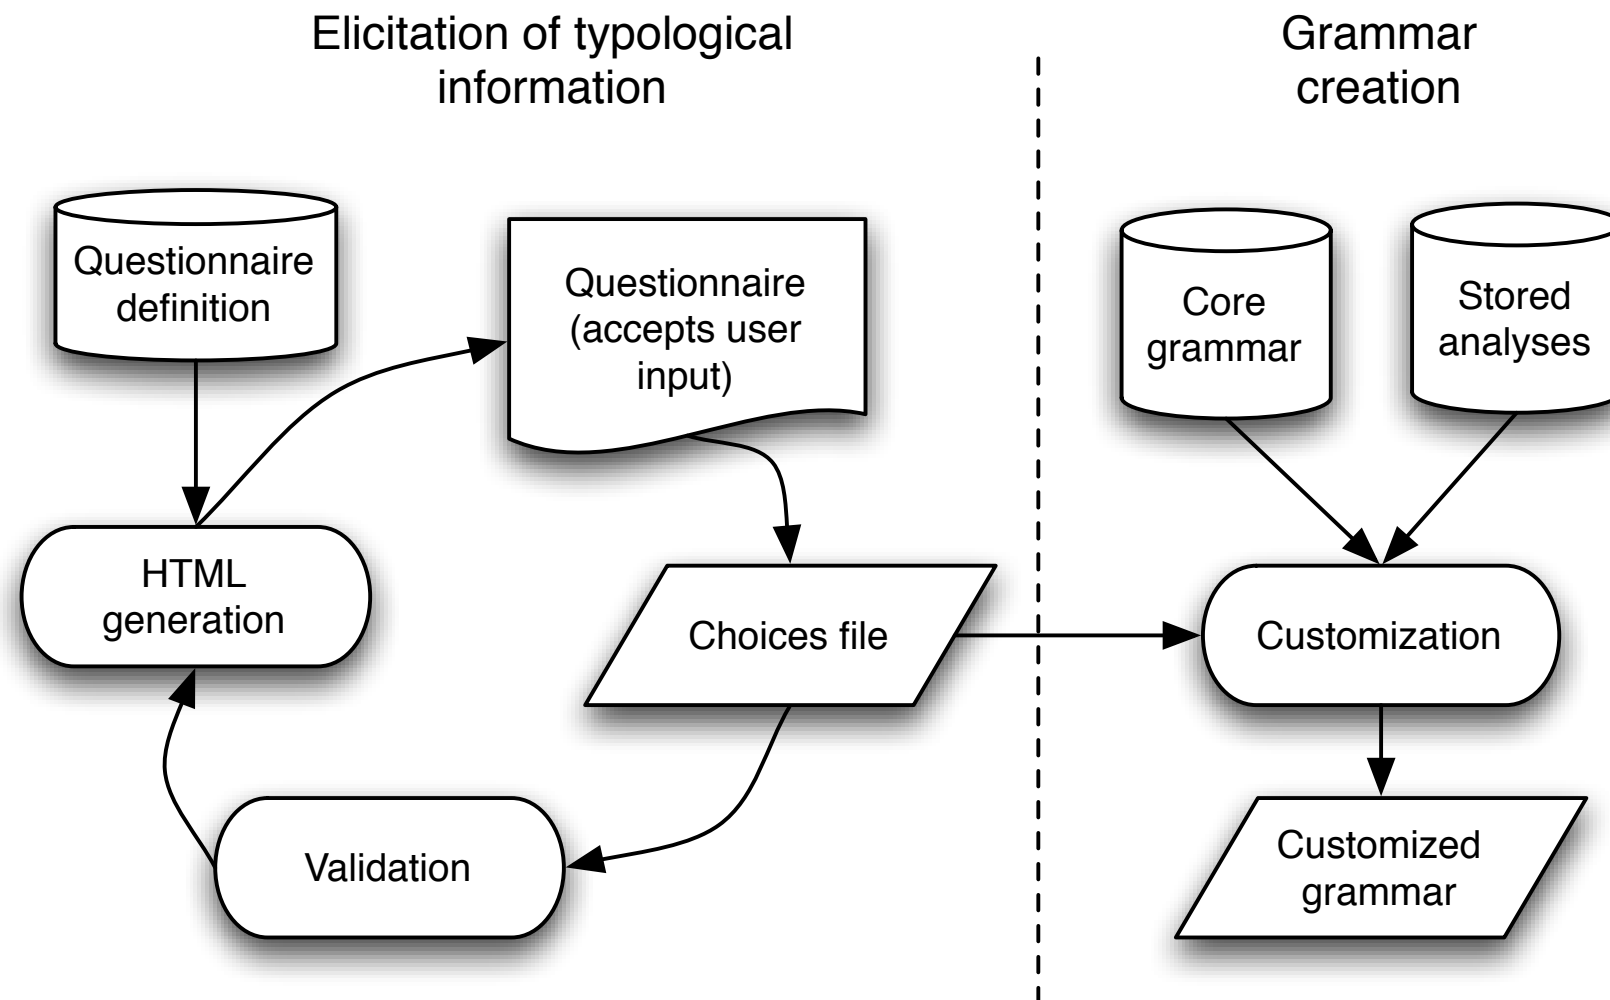 Elicitation of typological
information
Grammar
creation
Questionnaire
definition
Questionnaire
(accepts user
input)
Core
grammar
Stored
analyses
HTML
generation
Choices file
Customization
Validation
Customized
grammar